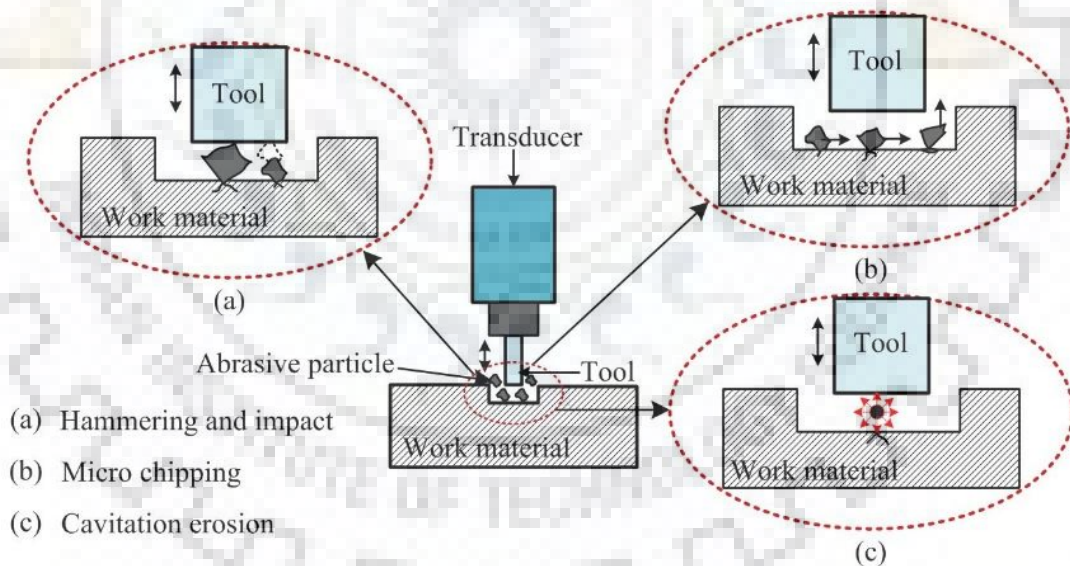 Tool
Work material
(a)
Transducer
Abrasive particle
Tool
Work material
Tool
Work material
(b)
Tool
Work material
(c)
(a) Hammering and impact
(b) Micro chipping
(c) Cavitation erosion